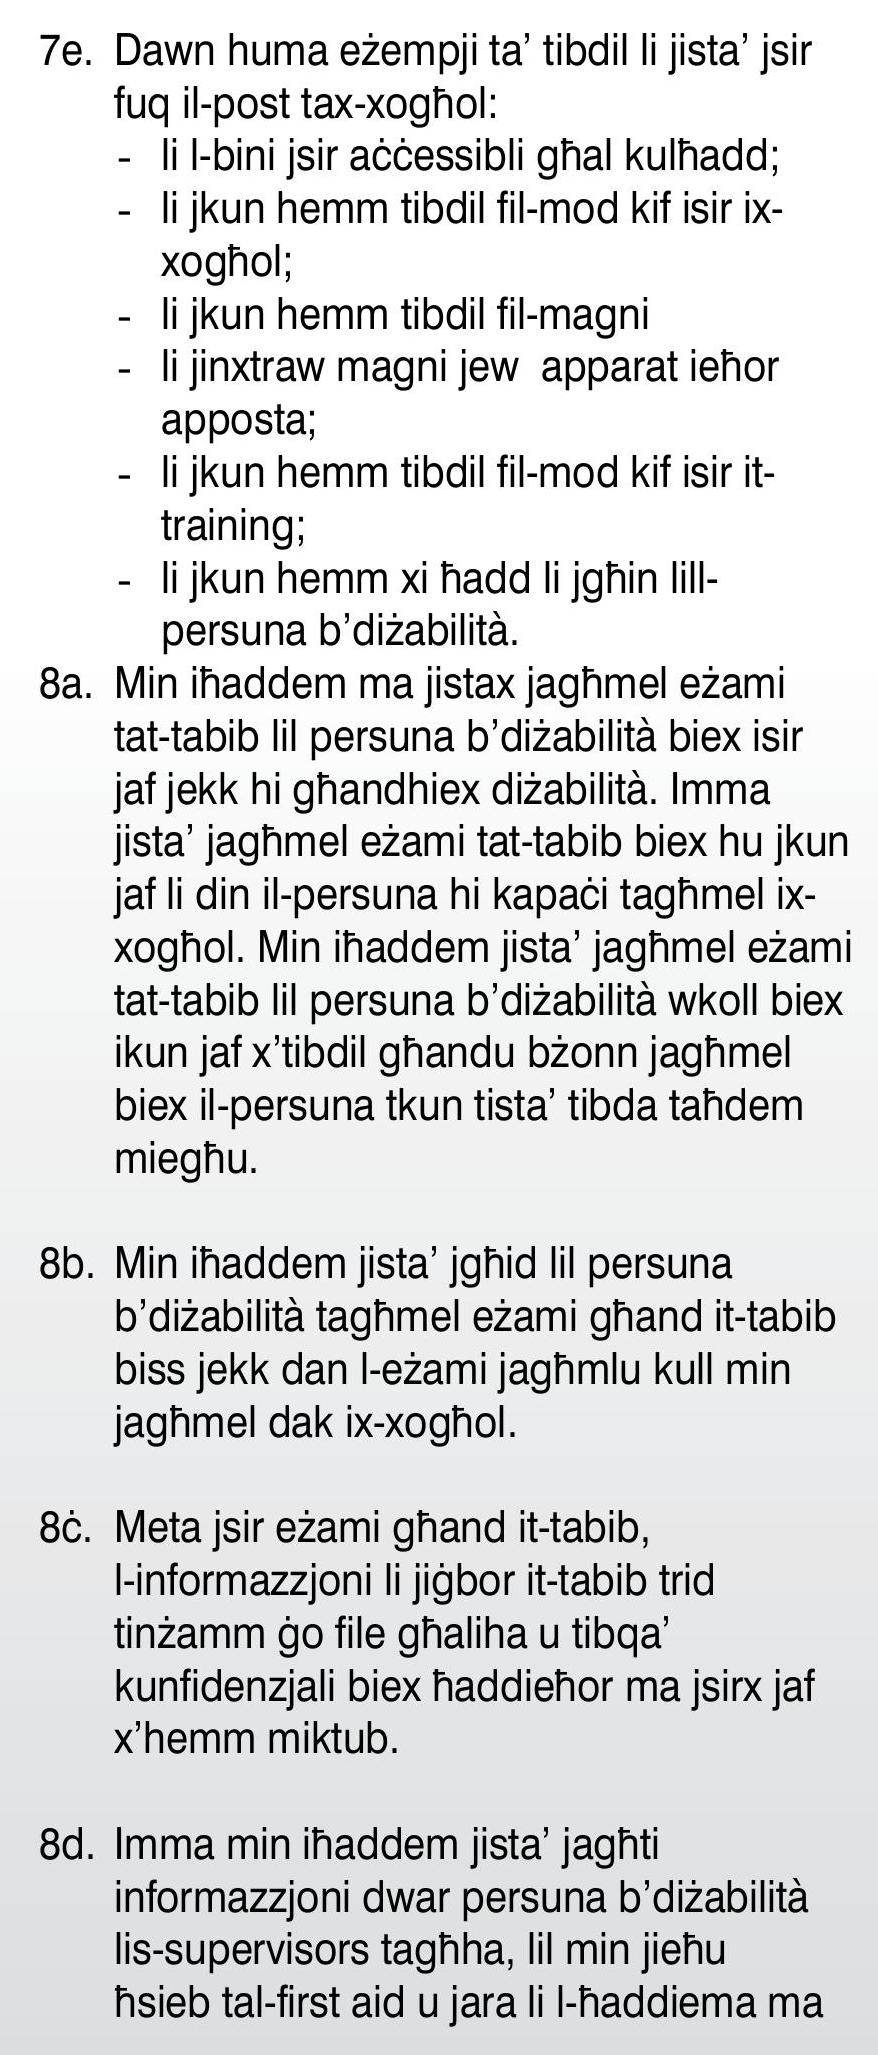 7e. Dawn huma eżempji ta’ tibdil li jista’ jsir
fuq il-post tax-xogħol:
- li l-bini jsir aċċessibli għal kulħadd;
- li jkun hemm tibdil fil-mod kif isir ix-
xogħol;
- li jkun hemm tibdil fil-magni
- li jinxtraw magni jew apparat ieħor
apposta;
- li jkun hemm tibdil fil-mod kif isir it-
training;
- li jkun hemm xi ħadd li jgħin lill-
persuna b’diżabilità.
8a. Min iħaddem ma jistax jagħmel eżami
tat-tabib lil persuna b’diżabilità biex isir
jaf jekk hi għandhiex diżabilità. Imma
jista’ jagħmel eżami tat-tabib biex hu jkun
jaf li din il-persuna hi kapaċi tagħmel ix-
xogħol. Min iħaddem jista’ jagħmel eżami
tat-tabib lil persuna b’diżabilità wkoll biex
ikun jaf x’tibdil għandu bżonn jagħmel
biex il-persuna tkun tista’ tibda taħdem
miegħu.
8b. Min iħaddem jista’ jgħid lil persuna
b’diżabilità tagħmel eżami għand it-tabib
biss jekk dan l-eżami jagħmlu kull min
jagħmel dak ix-xogħol.
8ċ. Meta jsir eżami għand it-tabib,
l-informazzjoni li jiġbor it-tabib trid
tinżamm ġo file għaliha u tibqa’
kunfidenzjali biex ħaddieħor ma jsirx jaf
x’hemm miktub.
8d. Imma min iħaddem jista’ jagħti
informazzjoni dwar persuna b’diżabilità
lis-supervisors tagħha, lil min jieħu
ħsieb tal-first aid u jara li l-ħaddiema ma